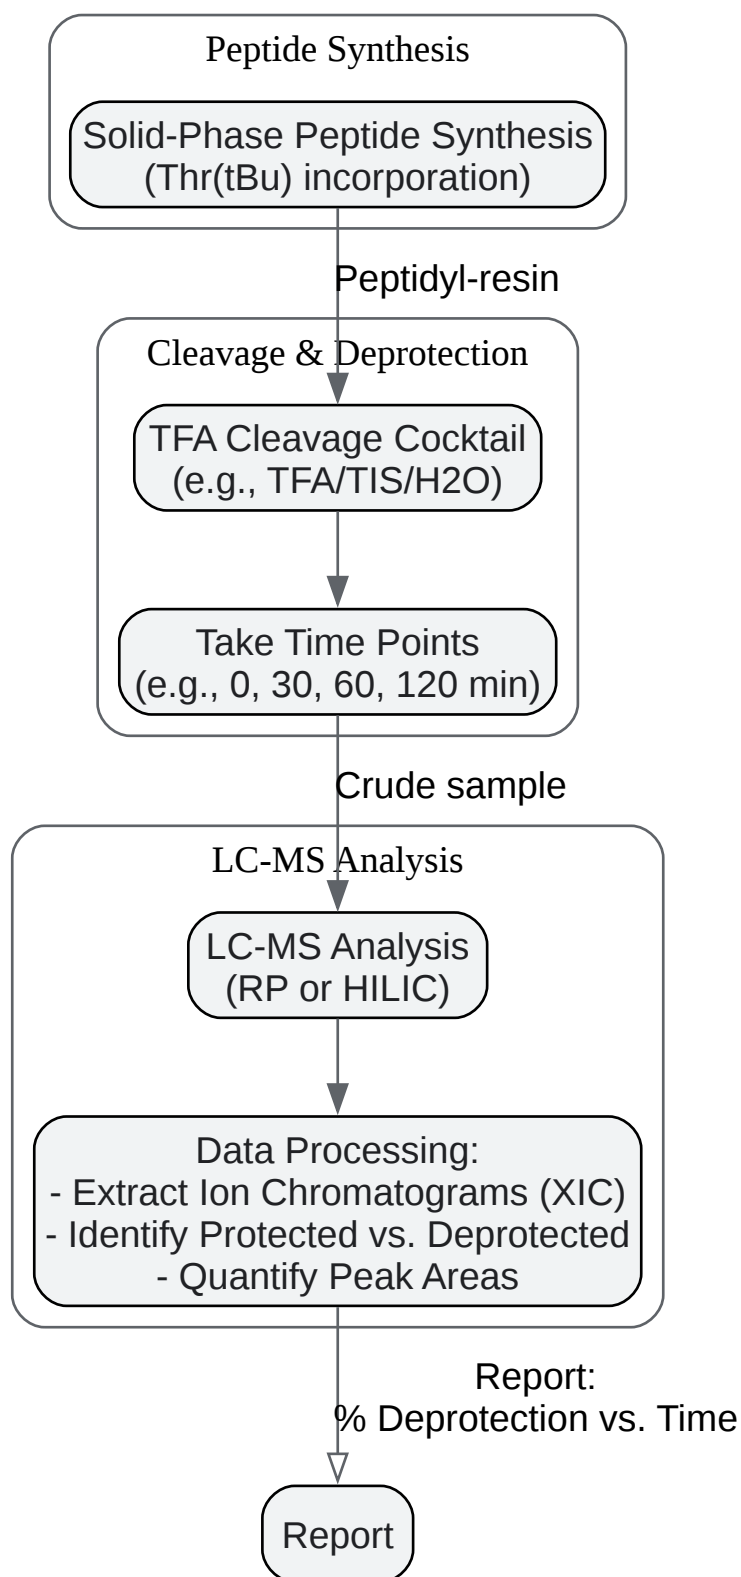 Peptide Synthesis
Solid-Phase Peptide Synthesis
(Thr(tBu) incorporation)
Peptidyl-resin
Cleavage & Deprotection
TFA Cleavage Cocktail
(e.g., TFA/TIS/H2O)
Take Time Points
(e.g., 0, 30, 60, 120 min)
Crude sample
LC-MS Analysis
LC-MS Analysis
(RP or HILIC)
Data Processing:
- Extract Ion Chromatograms (XIC)
- Identify Protected vs. Deprotected
- Quantify Peak Areas
Report:
% Deprotection vs. Time
Report